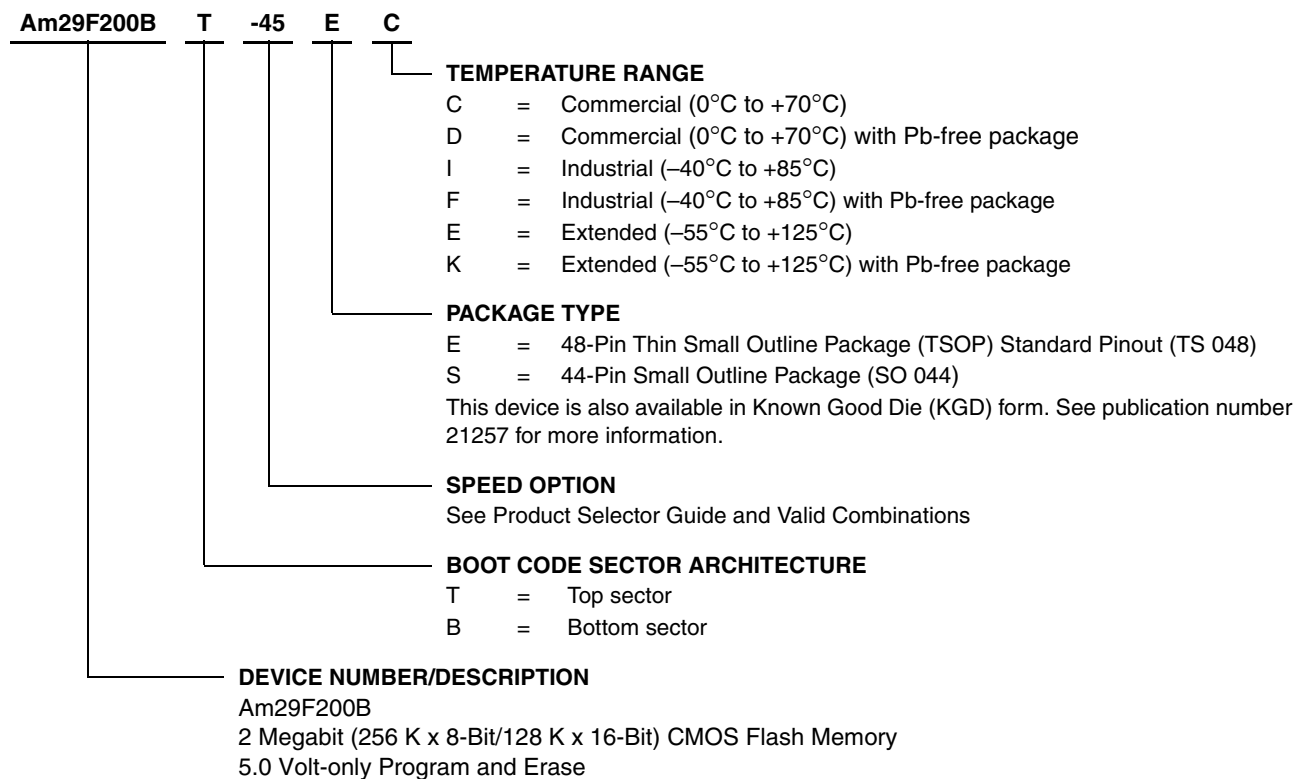 Am29F200B T -45 E C
TEMPERATURE RANGE
C = Commercial (0°C to +70°C)
D = Commercial (0°C to +70°C) with Pb-free package
I = Industrial (–40°C to +85°C)
F = Industrial (–40°C to +85°C) with Pb-free package
E = Extended (–55°C to +125°C)
K = Extended (–55°C to +125°C) with Pb-free package
PACKAGE TYPE
E = 48-Pin Thin Small Outline Package (TSOP) Standard Pinout (TS 048)
S = 44-Pin Small Outline Package (SO 044)
This device is also available in Known Good Die (KGD) form. See publication number
21257 for more information.
SPEED OPTION
See Product Selector Guide and Valid Combinations
BOOT CODE SECTOR ARCHITECTURE
T = Top sector
B = Bottom sector
DEVICE NUMBER/DESCRIPTION
Am29F200B
2 Megabit (256 K x 8-Bit/128 K x 16-Bit) CMOS Flash Memory
5.0 Volt-only Program and Erase